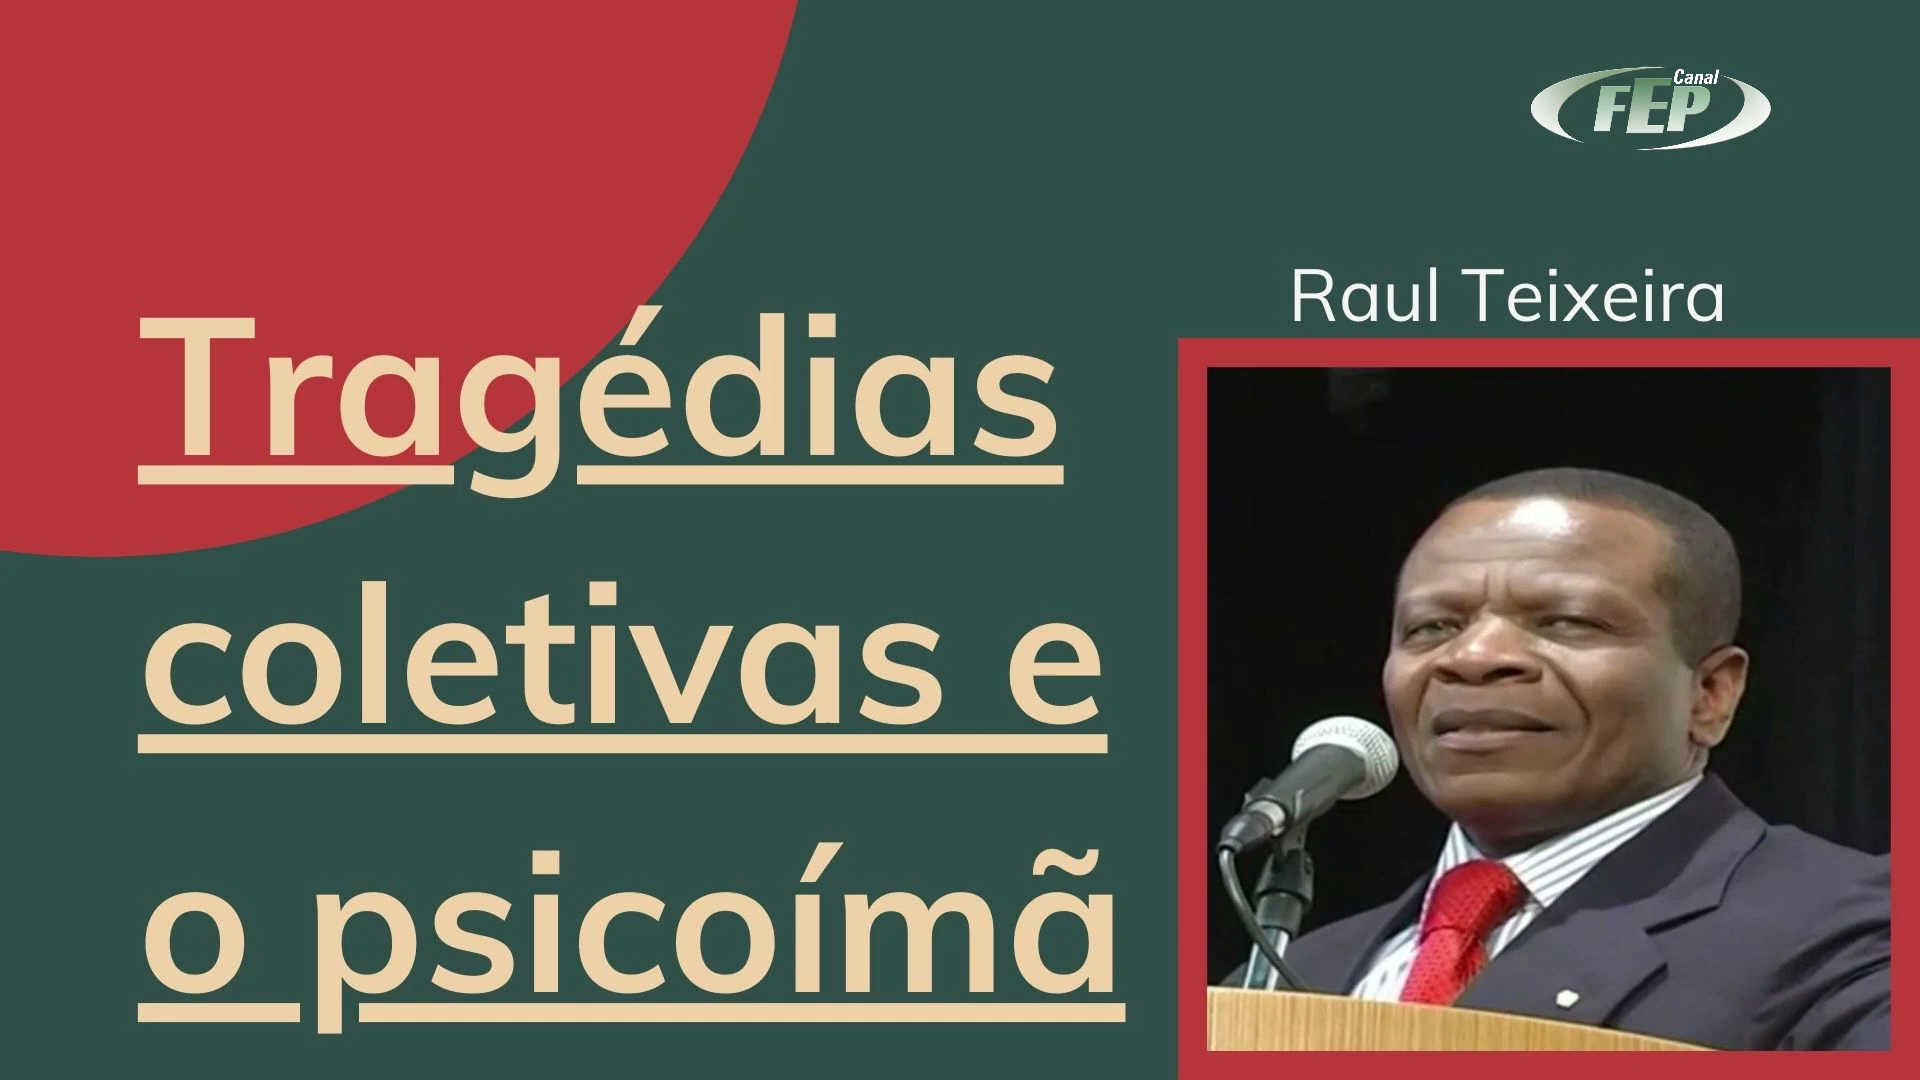 Canal
FEP
Raul Teixeira
Tragédias
coletivas e
o psicoímã